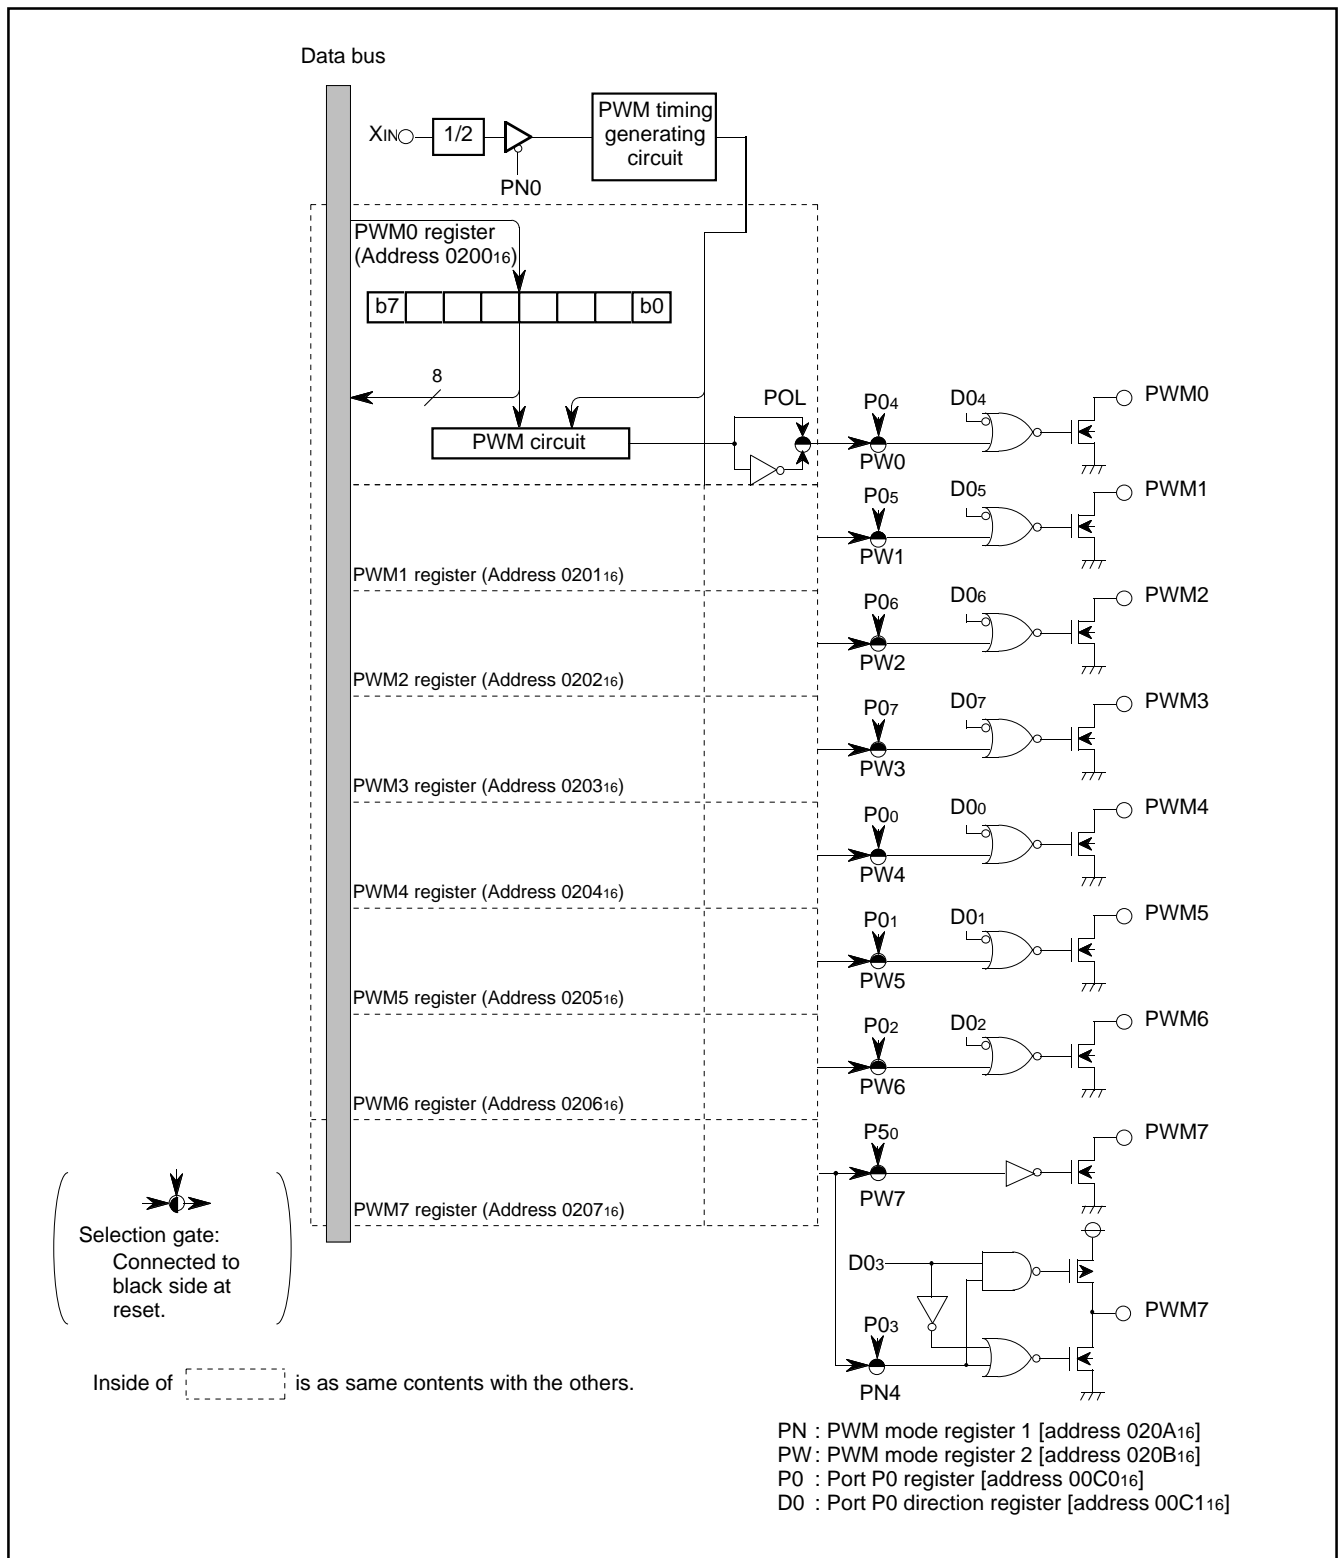 Data bus
XIN
1/2
PN0
PWM timing
generating
circuit
PWM0 register
(Address 020016)
b7
b0
8
PWM circuit
POL
P04
PW0
D04
PWM0
P05
PW1
D05
PWM1
PWM1 register (Address 020116)
P06
PW2
D06
PWM2
PWM2 register (Address 020216)
P07
PW3
D07
PWM3
PWM3 register (Address 020316)
P00
PW4
D00
PWM4
PWM4 register (Address 020416)
P01
PW5
D01
PWM5
PWM5 register (Address 020516)
P02
PW6
D02
PWM6
PWM6 register (Address 020616)
P50
PW7
PWM7
PWM7 register (Address 020716)
D03
P03
PN4
PWM7
Selection gate:
Connected to
black side at
reset.
Inside of is as same contents with the others.
PN : PWM mode register 1 [address 020A16]
PW : PWM mode register 2 [address 020B16]
P0 : Port P0 register [address 00C016]
D0 : Port P0 direction register [address 00C116]